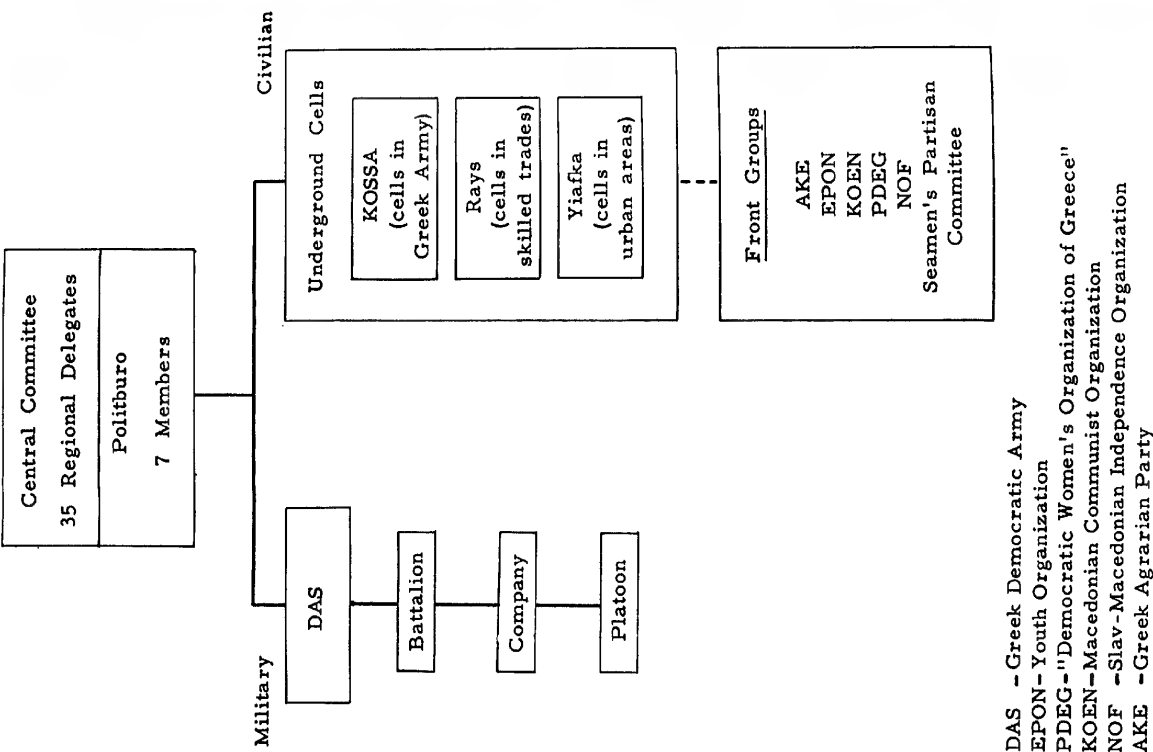 Central Committee
35 Regional Delegates
Politburo
7 Members
Military
DAS
Battalion
Company
Platoon
Civilian
Underground Cells
KOSSA
(cells in
Greek Army)
Rays
(cells in
skilled trades)
Yiafka
(cells in
urban areas)
Front Groups
AKE
EPON
KOEN
PDEG
NOF
Seamen's Partisan
Committee
DAS -Greek Democratic Army
EPON-Youth Organization
PDEG-"Democratic Women's Organization of Greece"
KOEN-Macedonian Communist Organization
NOF -Slav-Macedonian Independence Organization
AKE -Greek Agrarian Party